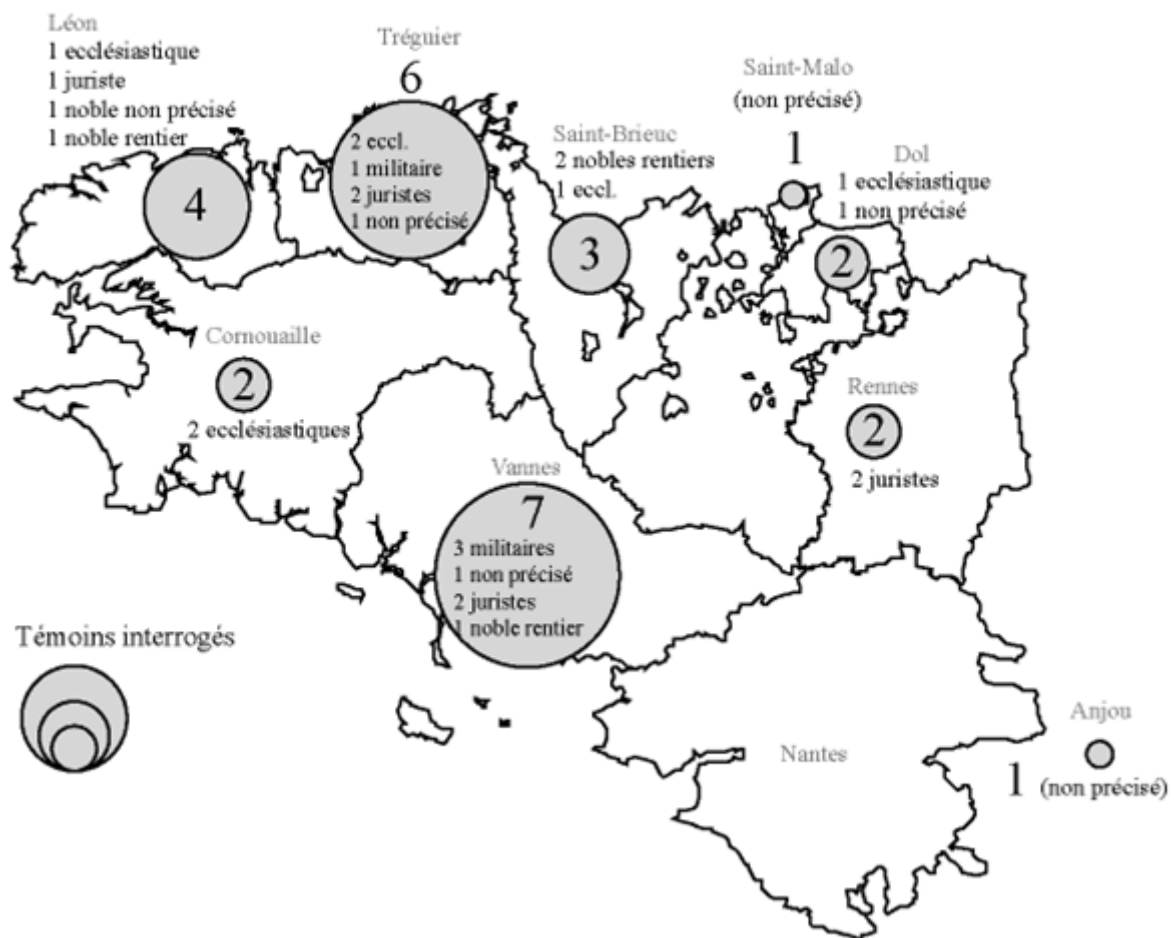 Léon
1 ecclésiastique
1 juriste
1 noble non précisé
1 noble rentier
4
Tréguier
6
2 eccl.
1 militaire
2 juristes
1 non précisé
Saint-Brieuc
2 nobles rentiers
1 eccl.
3
Saint-Malo
(non précisé)
1
Dol
1 ecclésiastique
1 non précisé
2
Cornouaille
2
2 ecclésiastiques
Rennes
2
2 juristes
Vannes
7
3 militaires
1 non précisé
2 juristes
1 noble rentier
Témoins interrogés
Nantes
Anjou
1 (non précisé)